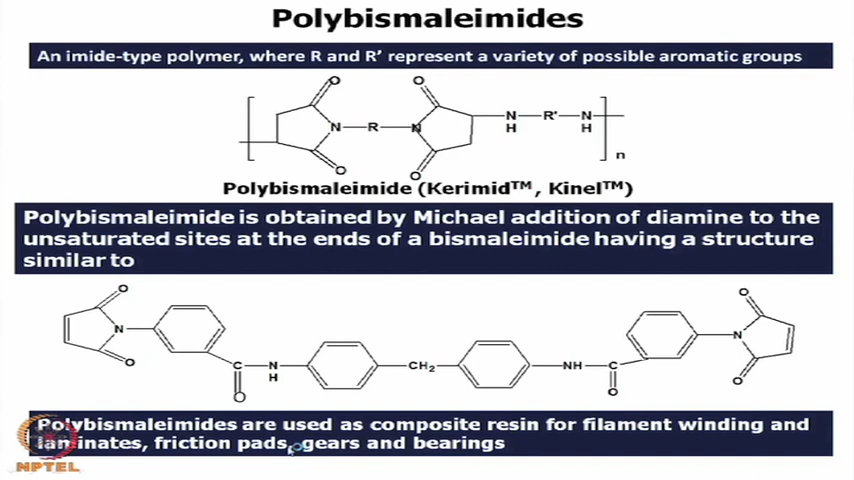 Polybismaleimides
An imide-type polymer, where R and R' represent a variety of possible aromatic groups
O O
N R N N R' N
H H
O O
n
Polybismaleimide (Kerimid™, Kinel™)
Polybismaleimide is obtained by Michael addition of diamine to the
unsaturated sites at the ends of a bismaleimide having a structure
similar to
O O
N N
O C N CH2 NH C O
H
O O
Polybismaleimides are used as composite resin for filament winding and
laminates, friction pads, gears and bearings
NPTEL